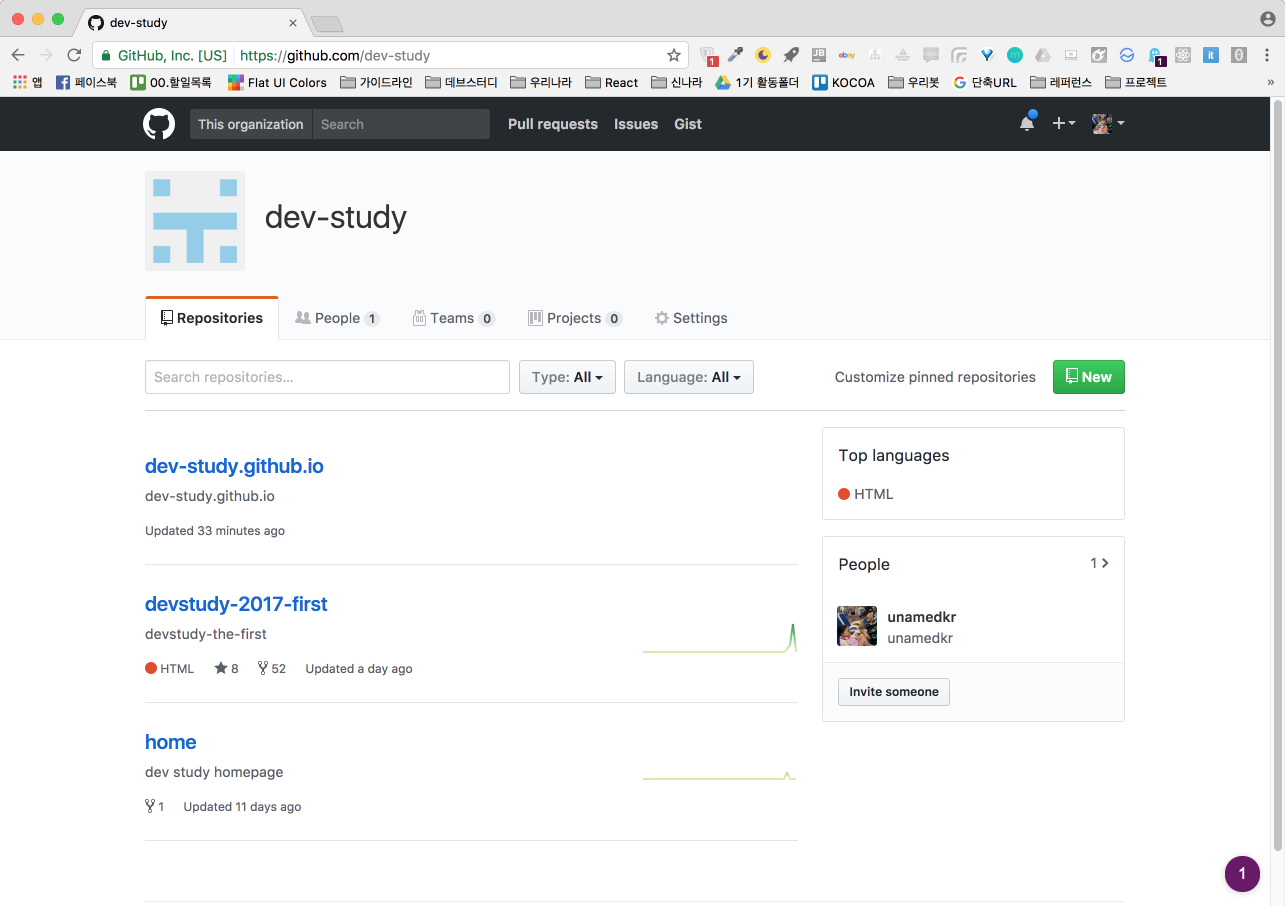 dev-study
GitHub, Inc. [US] https://github.com/dev-study
1
JB
ebay
it
1
앱 페이스북 00.할일목록 Flat UI Colors 가이드라인 데브스터디 우리나라 React 신나라 1기 활동폴더 KOCOA 우리봇 단축URL 레퍼런스 프로젝트 »
This organization Search Pull requests Issues Gist
dev-study
Repositories People 1 Teams 0 Projects 0 Settings
Search repositories... Type: All Language: All Customize pinned repositories New
dev-study.github.io
dev-study.github.io
Updated 33 minutes ago
devstudy-2017-first
devstudy-the-first
HTML 8 52 Updated a day ago
home
dev study homepage
1 Updated 11 days ago
Top languages
HTML
People 1
unamedkr
unamedkr
Invite someone
1